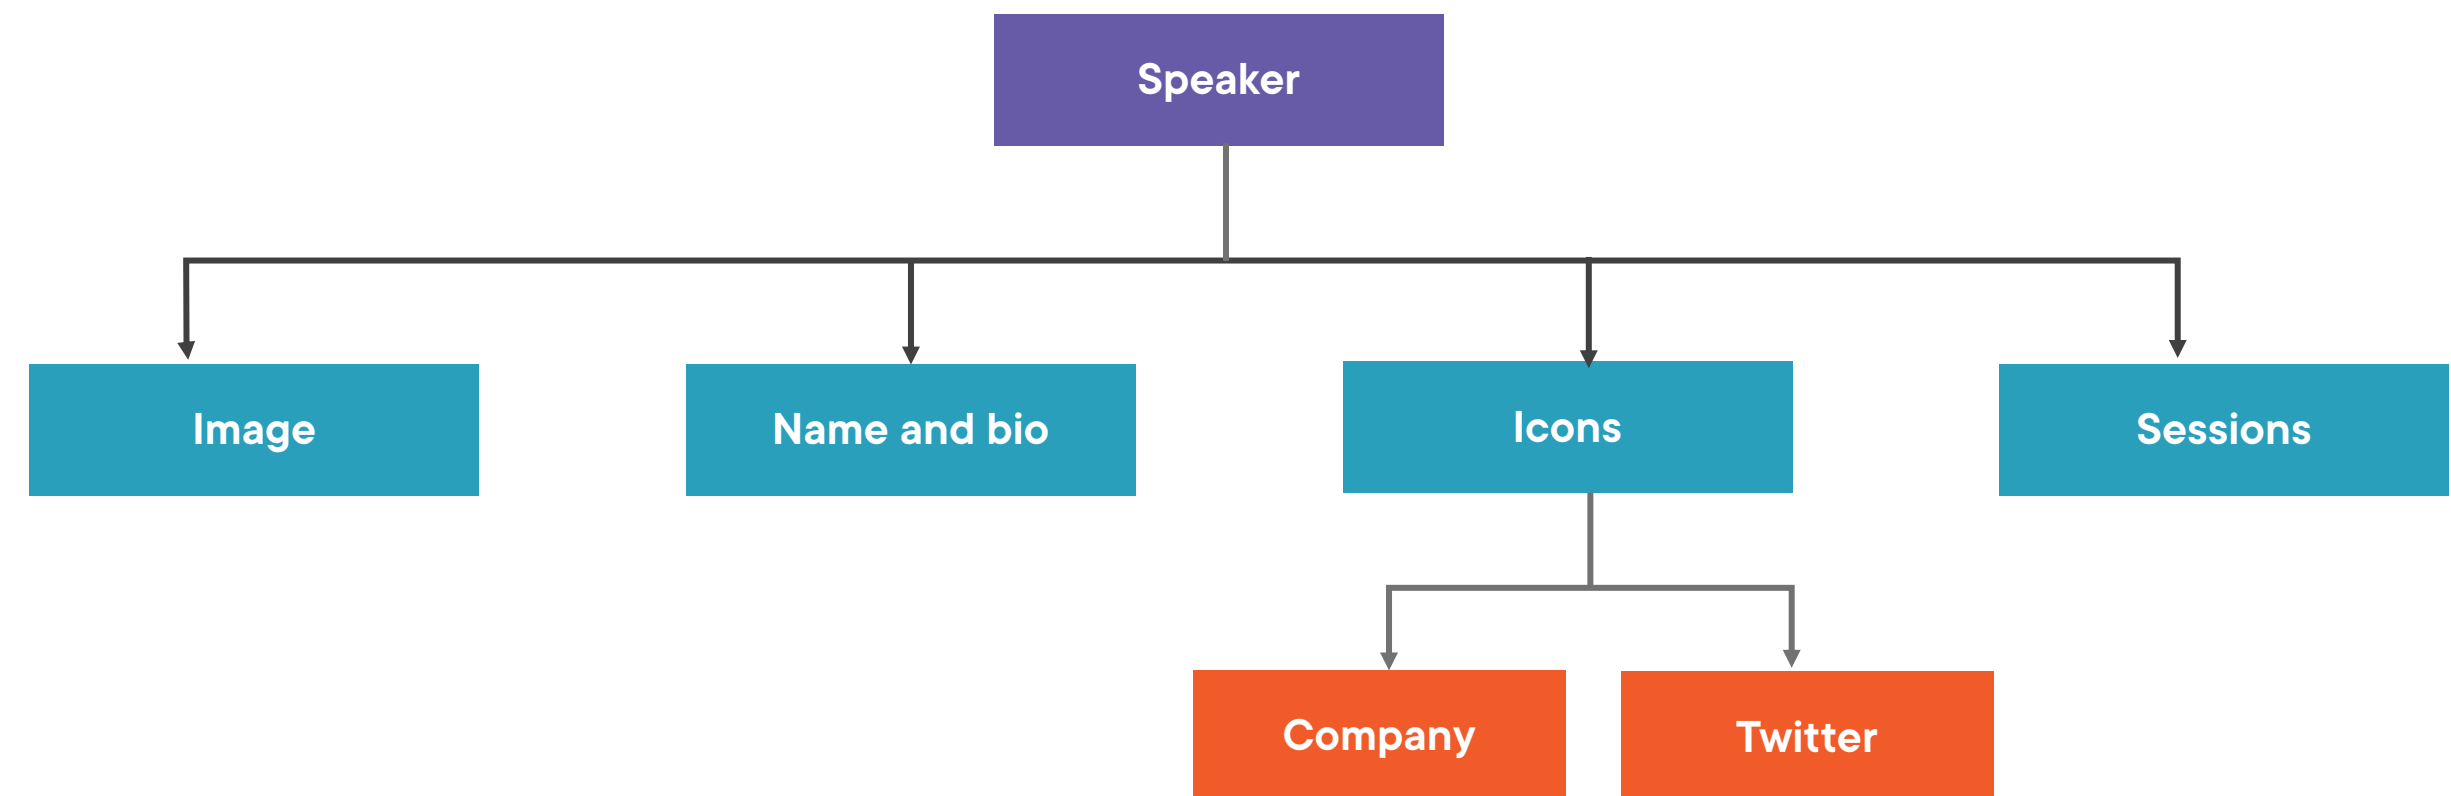 Speaker
Image
Name and bio
Icons
Sessions
Company
Twitter